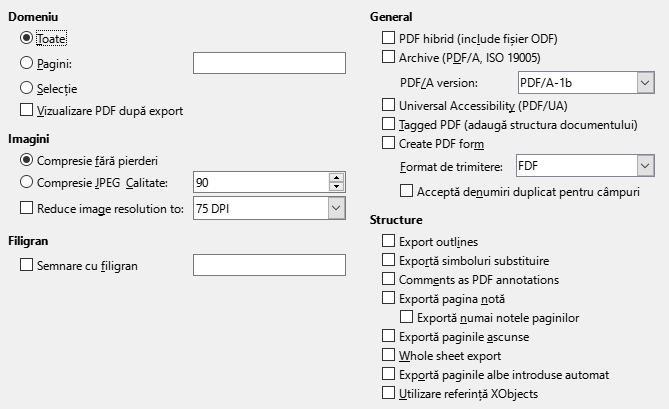 Domeniu
Toate
Pagini:
Selecție
Vizualizare PDF după export
Imagini
Compresie fără pierderi
Compresie JPEG Calitate: 90
Reduce image resolution to: 75 DPI
Filigran
Semnare cu filigran
General
PDF hibrid (include fișier ODF)
Archive (PDF/A, ISO 19005)
PDF/A version: PDF/A-1b
Universal Accessibility (PDF/UA)
Tagged PDF (adaugă structura documentului)
Create PDF form
Format de trimitere: FDF
Acceptă denumiri duplicat pentru câmpuri
Structure
Export outlines
Exportă simboluri substituire
Comments as PDF annotations
Exportă pagina notă
Exportă numai notele paginilor
Exportă paginile ascunse
Whole sheet export
Exportă paginile albe introduse automat
Utilizare referință XObjects